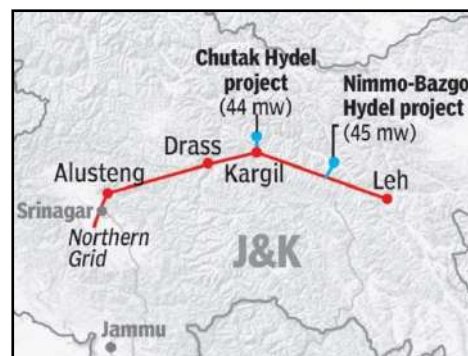 Chutak Hydel
project
(44 mw)
Nimmo-Bazgo
Hydel project
(45 mw)
Drass
Kargil
Alusteng
Leh
Srinagar
Northern
Grid
J&K
Jammu